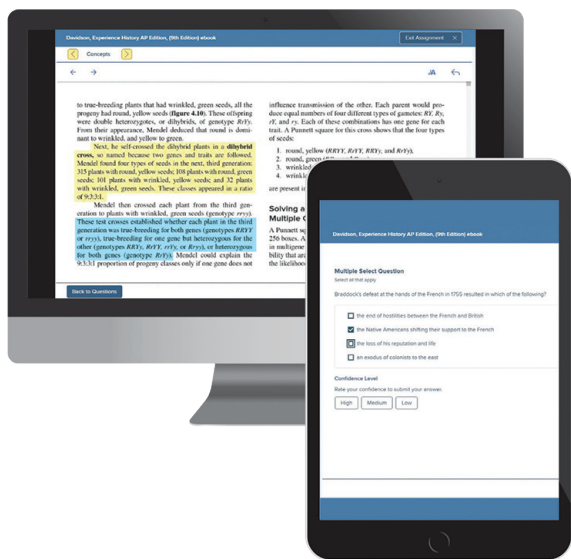 Davidson, Experience History AP Edition, (9th Edition) ebook
Exit Assignment ×
< Concepts >
← →
AA
to true-breeding plants that had wrinkled, green seeds, all the
progeny had round, yellow seeds (figure 4.10). These offspring
were double heterozygotes, or dihybrids, of genotype RrYy.
From their appearance, Mendel deduced that round is domi-
nant to wrinkled, and yellow to green.
Next, he self-crossed the dihybrid plants in a dihybrid
cross, so named because two genes and traits are followed.
Mendel found four types of seeds in the next, third generation:
315 plants with round, yellow seeds; 108 plants with round, green
seeds; 101 plants with wrinkled, yellow seeds; and 32 plants
with wrinkled, green seeds. These classes appeared in a ratio
of 9:3:3:1.
Mendel then crossed each plant from the third gen-
eration to plants with wrinkled, green seeds (genotype rryy).
These test crosses established whether each plant in the third
generation was true-breeding for both genes (genotypes RRYY
or rryy), true-breeding for one gene but heterozygous for the
other (genotypes RRYy, RrYY, rrYy, or Rryy), or heterozygous
for both genes (genotype RrYy). Mendel could explain the
9:3:3:1 proportion of progeny classes only if one gene does not
influence transmission of the other. Each parent would pro-
duce equal numbers of four different types of gametes: RY, Ry,
rY, and ry. Each of these combinations has one gene for each
trait. A Punnett square for this cross shows that the four types
of seeds:
1. round, yellow (RRYY, RrYY, RRYy, and RrYy),
2. round, green
3. wrinkled
4. wrinkle
are present i
Solving a
Multiple C
A Punnett sq
256 boxes. A
in multigene
bility that are
the likelihood
Back to Questions
Davidson, Experience History AP Edition, (9th Edition) ebook
Multiple Select Question
Select all that apply
Braddock's defeat at the hands of the French in 1755 resulted in which of the following?
the end of hostilities between the French and British
the Native Americans shifting their support to the French
the loss of his reputation and life
an exodus of colonists to the east
Confidence Level
Rate your confidence to submit your answer.
High Medium Low